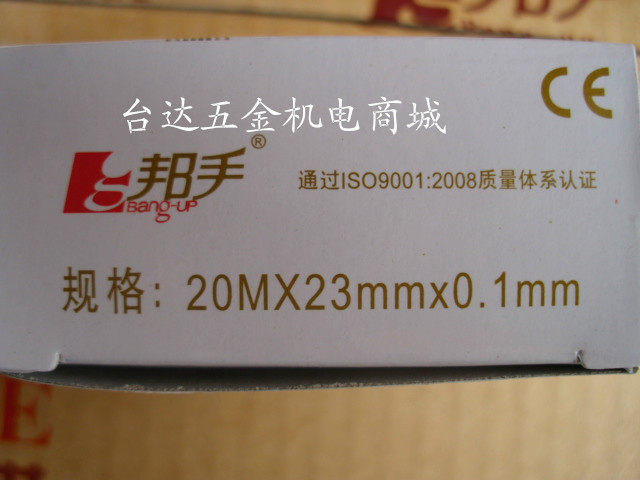 台达五金机电商城
CE
邦手®
Bang-UP
通过ISO9001:2008质量体系认证
规格: 20MX23mmx0.1mm